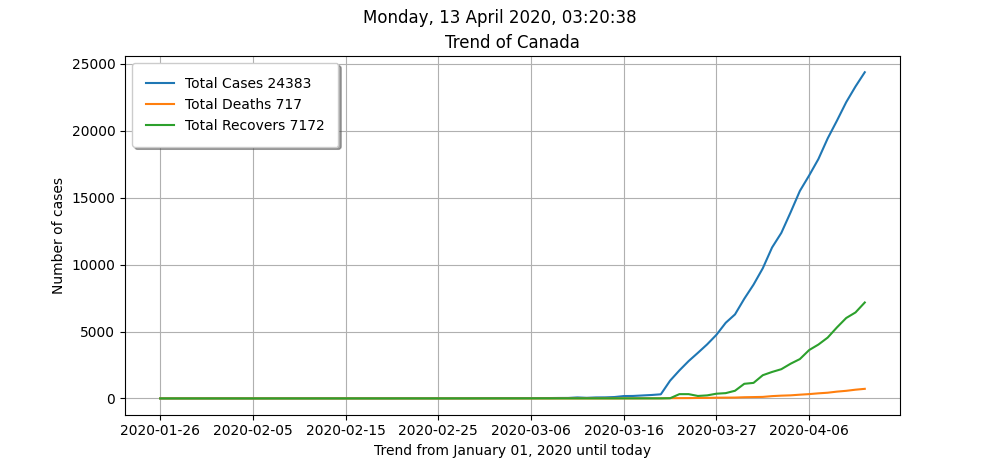 Monday, 13 April 2020, 03:20:38
Trend of Canada
Total Cases 24383
Total Deaths 717
Total Recovers 7172
25000
20000
15000
10000
5000
0
Number of cases
2020-01-26 2020-02-05 2020-02-15 2020-02-25 2020-03-06 2020-03-16 2020-03-27 2020-04-06
Trend from January 01, 2020 until today